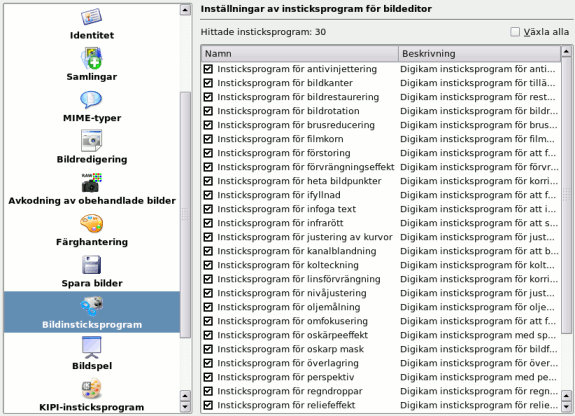 Identitet
Samlingar
MIME-typer
Bildredigering
RAW
Avkodning av obehandlade bilder
Färghantering
Spara bilder
Bildinsticksprogram
Bildspel
KIPI-insticksprogram
Inställningar av insticksprogram för bildeditor
Hittade insticksprogram: 30 Växla alla
Namn Beskrivning
Insticksprogram för antivinjettering Digikam insticksprogram för anti...
Insticksprogram för bildkanter Digikam insticksprogram för tillä...
Insticksprogram för bildrestaurering Digikam insticksprogram för rest...
Insticksprogram för bildrotation Digikam insticksprogram för bildr...
Insticksprogram för brusreducering Digikam insticksprogram för brus...
Insticksprogram för filmkorn Digikam insticksprogram för film...
Insticksprogram för förstoring Digikam insticksprogram för att f...
Insticksprogram för förvrängningseffekt Digikam insticksprogram för förvr...
Insticksprogram för heta bildpunkter Digikam insticksprogram för korri...
Insticksprogram för ifyllnad Digikam insticksprogram för att f...
Insticksprogram för infoga text Digikam insticksprogram för att i...
Insticksprogram för infrarött Digikam insticksprogram för att s...
Insticksprogram för justering av kurvor Digikam insticksprogram för just...
Insticksprogram för kanalblandning Digikam insticksprogram för att b...
Insticksprogram för kolteckning Digikam insticksprogram för kolt...
Insticksprogram för linsförvrängning Digikam insticksprogram för korri...
Insticksprogram för nivåjustering Digikam insticksprogram för just...
Insticksprogram för oljemålning Digikam insticksprogram för olje...
Insticksprogram för omfokusering Digikam insticksprogram för att f...
Insticksprogram för oskärpeeffekt Digikam insticksprogram med sp...
Insticksprogram för oskarp mask Digikam insticksprogram för bildf...
Insticksprogram för överlagring Digikam insticksprogram för över...
Insticksprogram för perspektiv Digikam insticksprogram med pe...
Insticksprogram för regndroppar Digikam insticksprogram för regn...
Insticksprogram för reliefeffekt Digikam insticksprogram för relie...